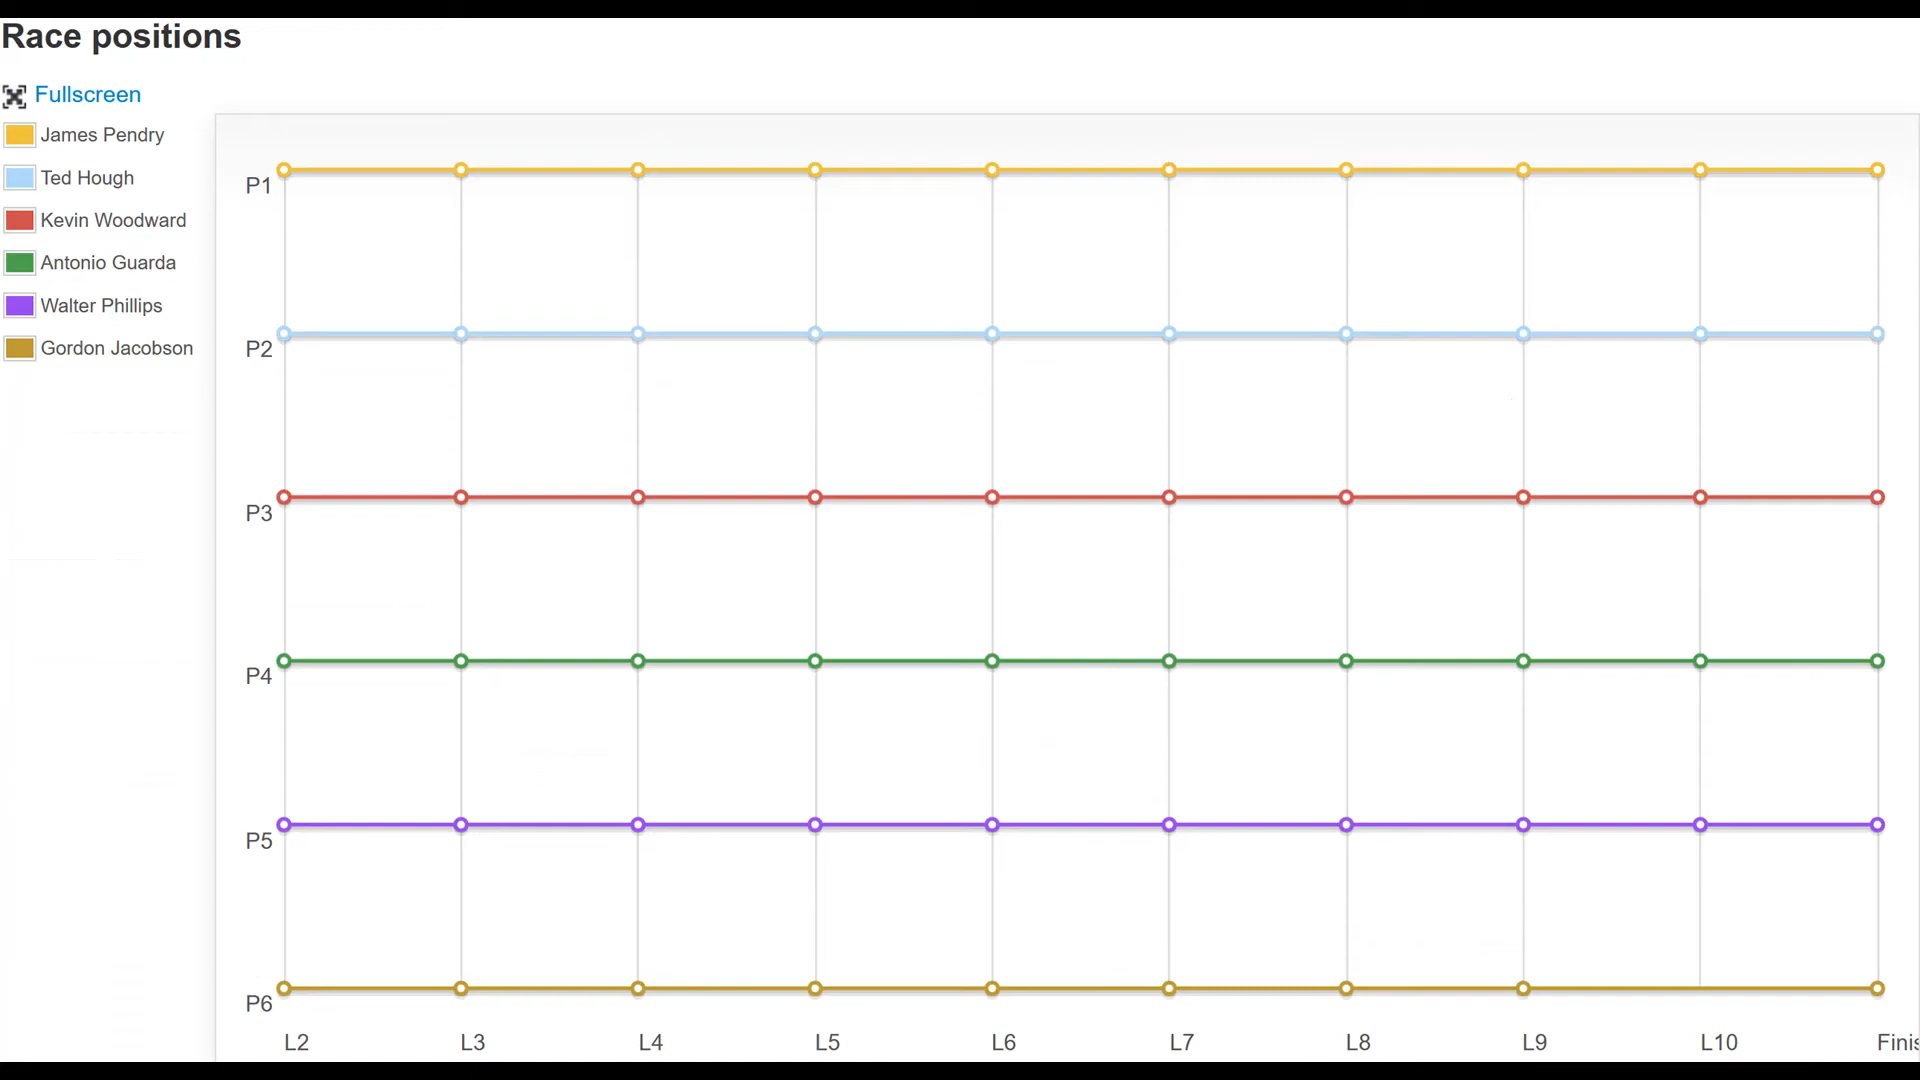 Race positions
Fullscreen
James Pendry
Ted Hough
Kevin Woodward
Antonio Guarda
Walter Phillips
Gordon Jacobson
P1
P2
P3
P4
P5
P6
L2 L3 L4 L5 L6 L7 L8 L9 L10 Finis